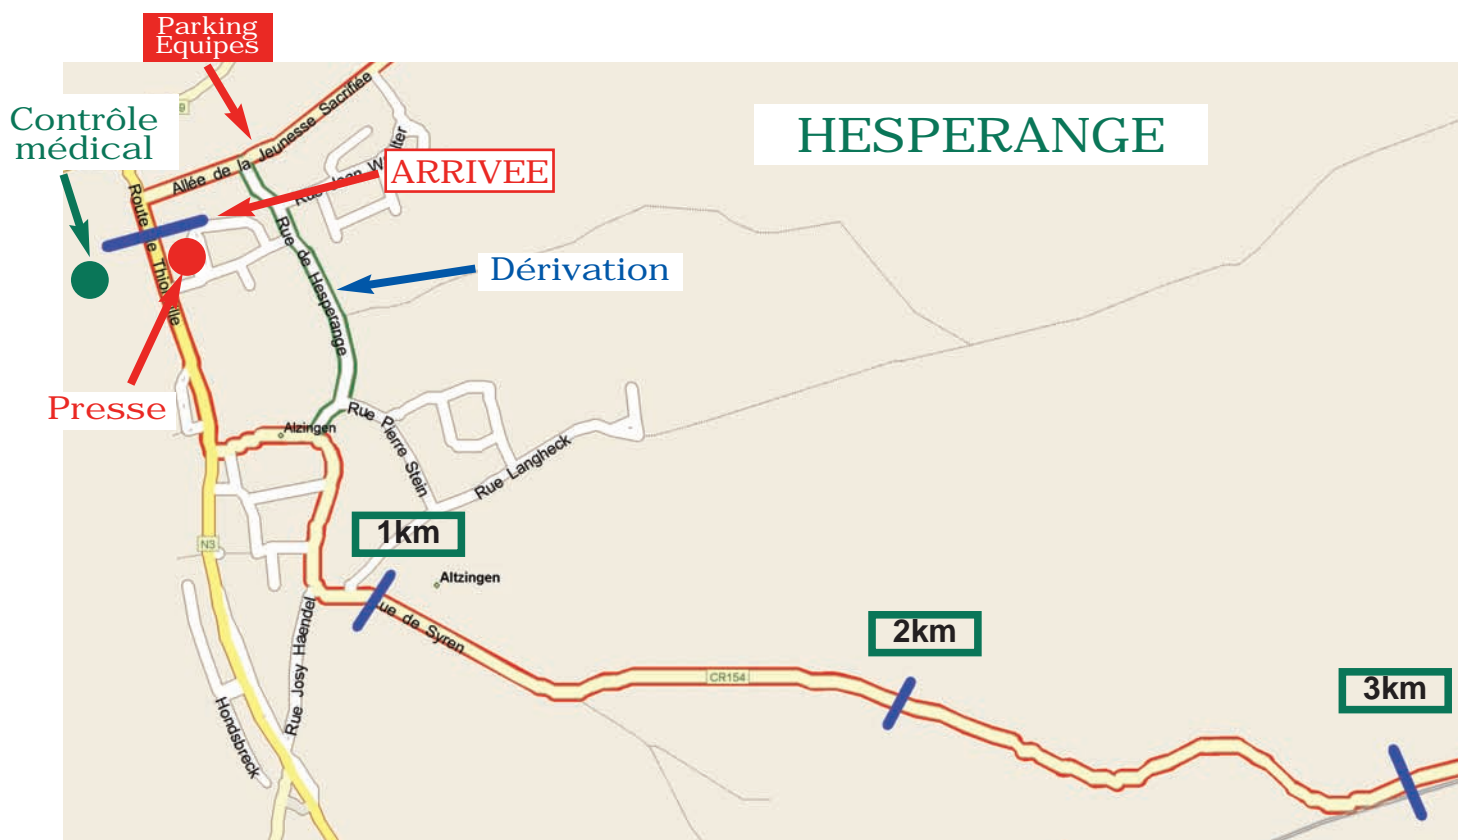 Parking
Equipes
Contrôle
médical
HESPERANGE
ARRIVEE
Allée de la Jeunesse Sacrifiée
Route de Thionville
Rue de Hesperange
Dérivation
Presse
Alzingen
Rue Pierre Stein
Rue Langheck
1km
N3
Altzingen
Rue de Syren
2km
CR154
3km
Rue Josy Haendel
Hondsbreck